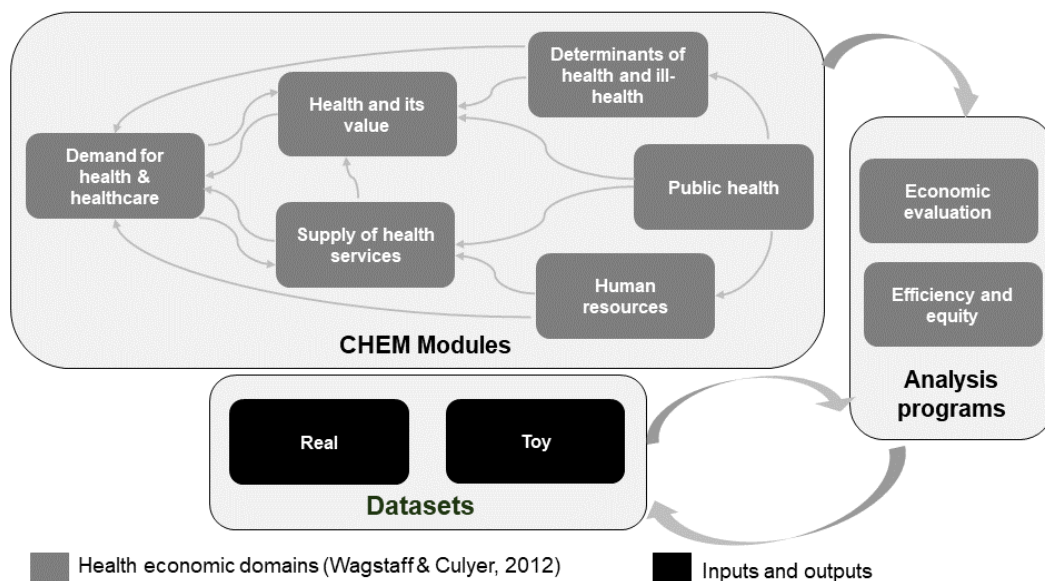 Determinants of
health and ill-
health
Health and its
value
Demand for
health &
healthcare
Public health
Supply of health
services
Human
resources
CHEM Modules
Economic
evaluation
Efficiency and
equity
Analysis
programs
Real
Toy
Datasets
Health economic domains (Wagstaff & Culyer, 2012)
Inputs and outputs